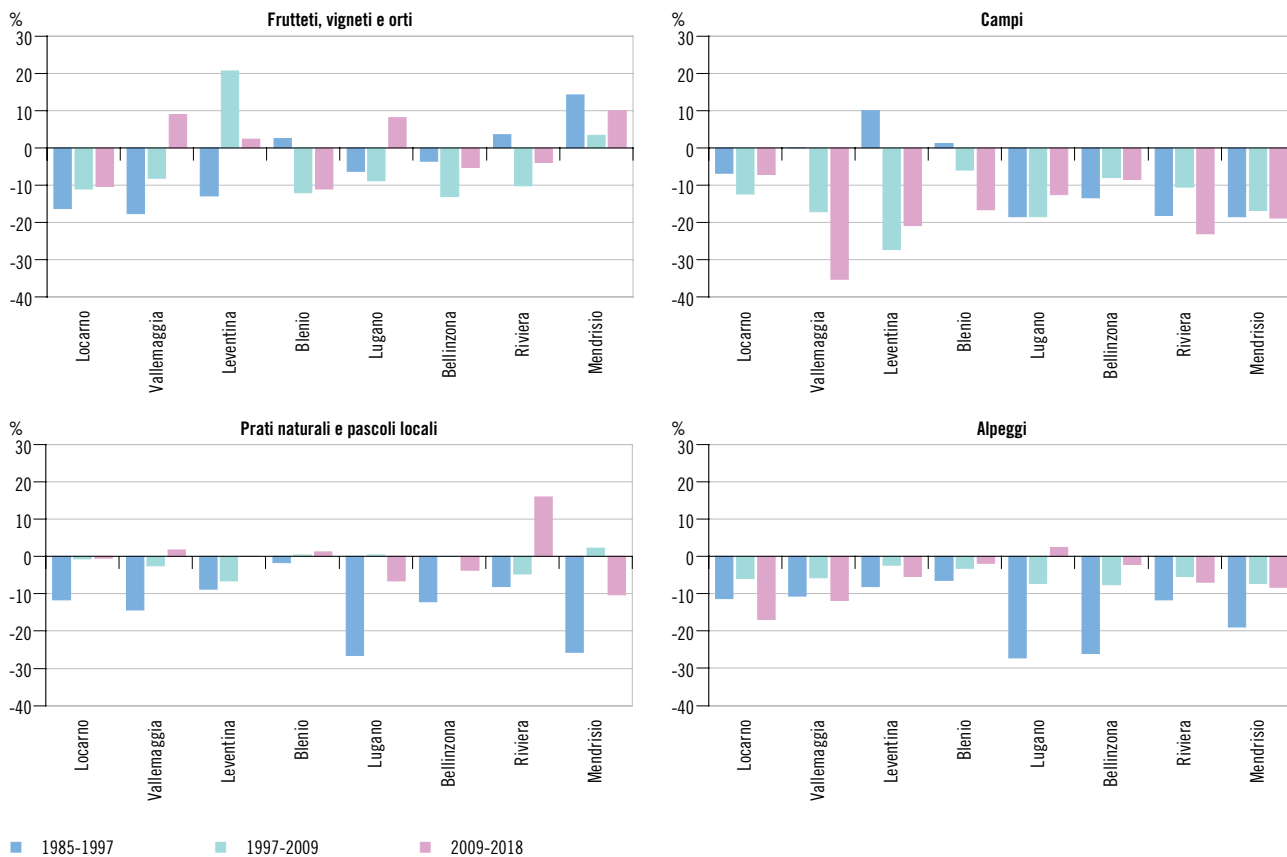 Frutteti, vigneti e orti
%
30
20
10
0
-10
-20
-30
-40
Locarno
Vallemaggia
Leventina
Blenio
Lugano
Bellinzona
Riviera
Mendrisio
Campi
%
30
20
10
0
-10
-20
-30
-40
Locarno
Vallemaggia
Leventina
Blenio
Lugano
Bellinzona
Riviera
Mendrisio
Prati naturali e pascoli locali
%
30
20
10
0
-10
-20
-30
-40
Locarno
Vallemaggia
Leventina
Blenio
Lugano
Bellinzona
Riviera
Mendrisio
Alpeggi
%
30
20
10
0
-10
-20
-30
-40
Locarno
Vallemaggia
Leventina
Blenio
Lugano
Bellinzona
Riviera
Mendrisio
1985-1997
1997-2009
2009-2018